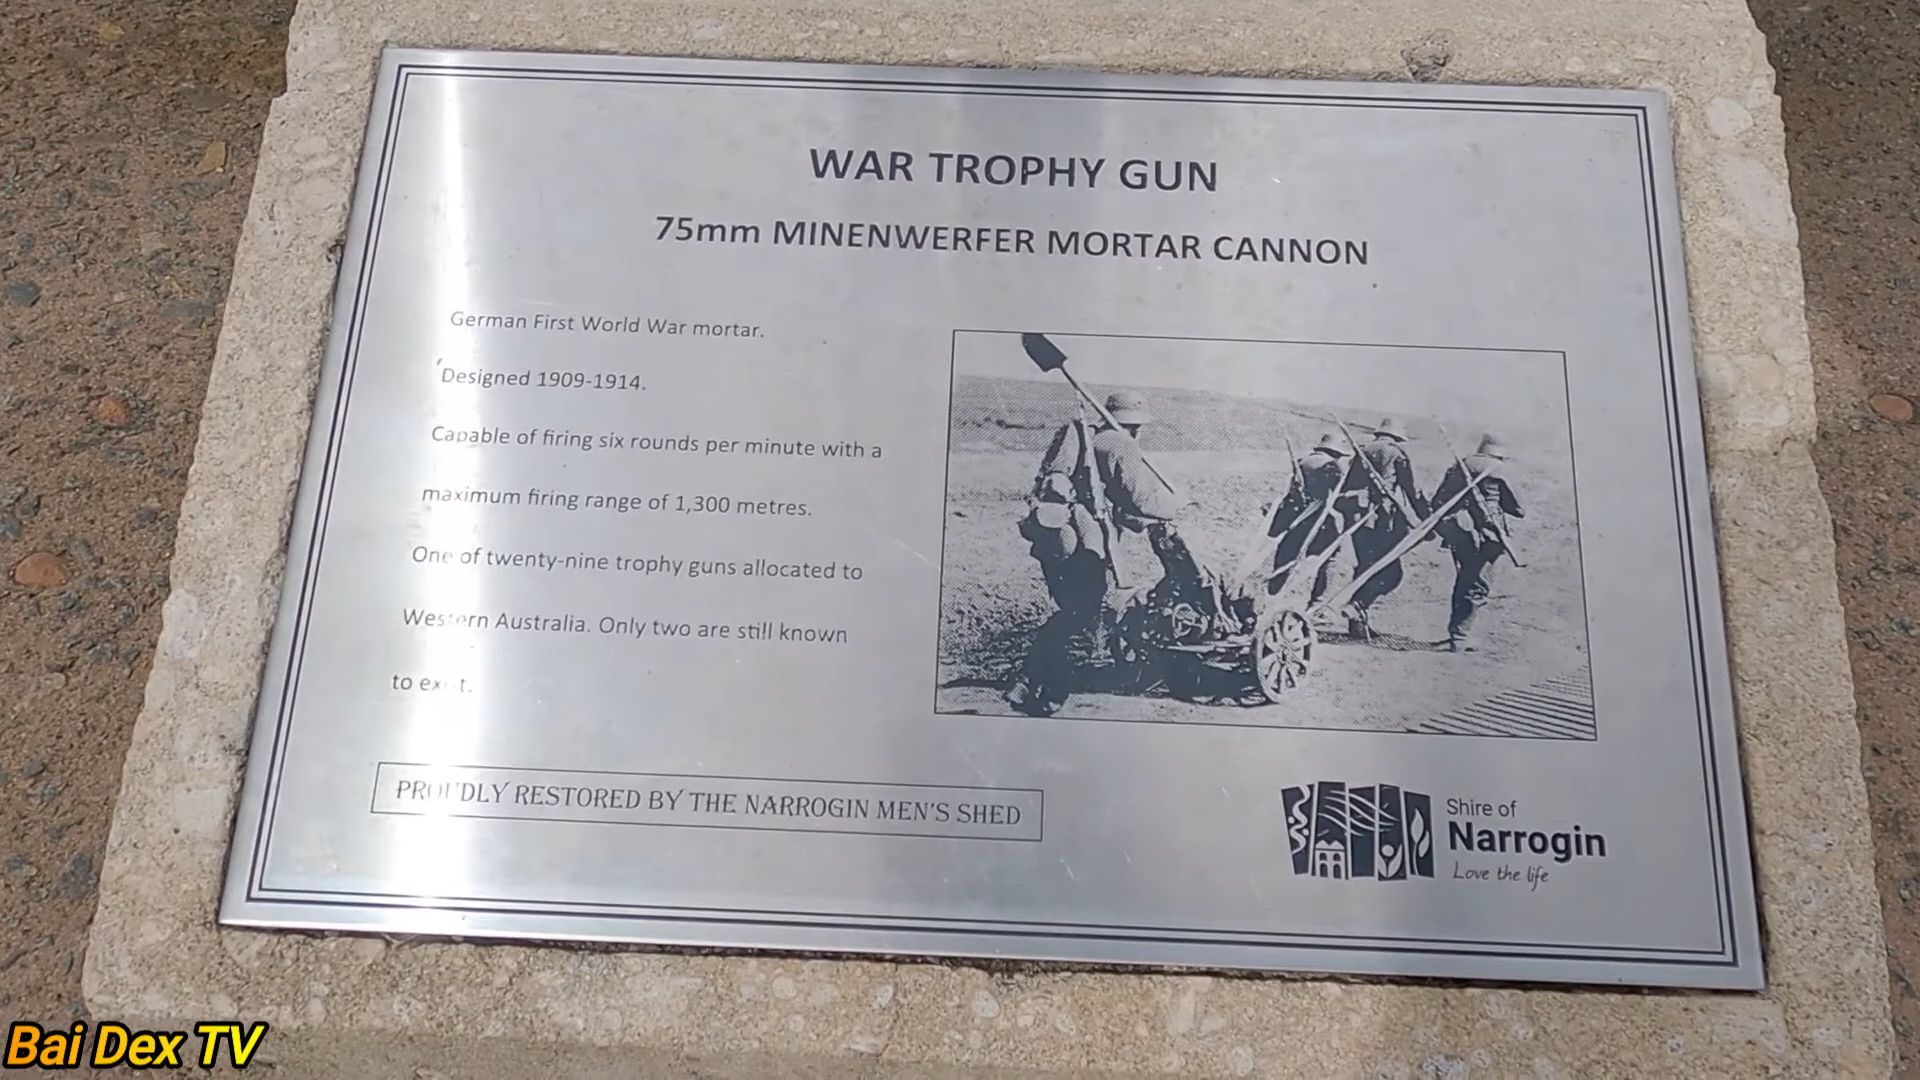 WAR TROPHY GUN
75mm MINENWERFER MORTAR CANNON
German First World War mortar.
Designed 1909-1914.
Capable of firing six rounds per minute with a
maximum firing range of 1,300 metres.
One of twenty-nine trophy guns allocated to
Western Australia. Only two are still known
to exist.
PROUDLY RESTORED BY THE NARROGIN MEN'S SHED
Shire of
Narrogin
Love the life
Bai Dex TV